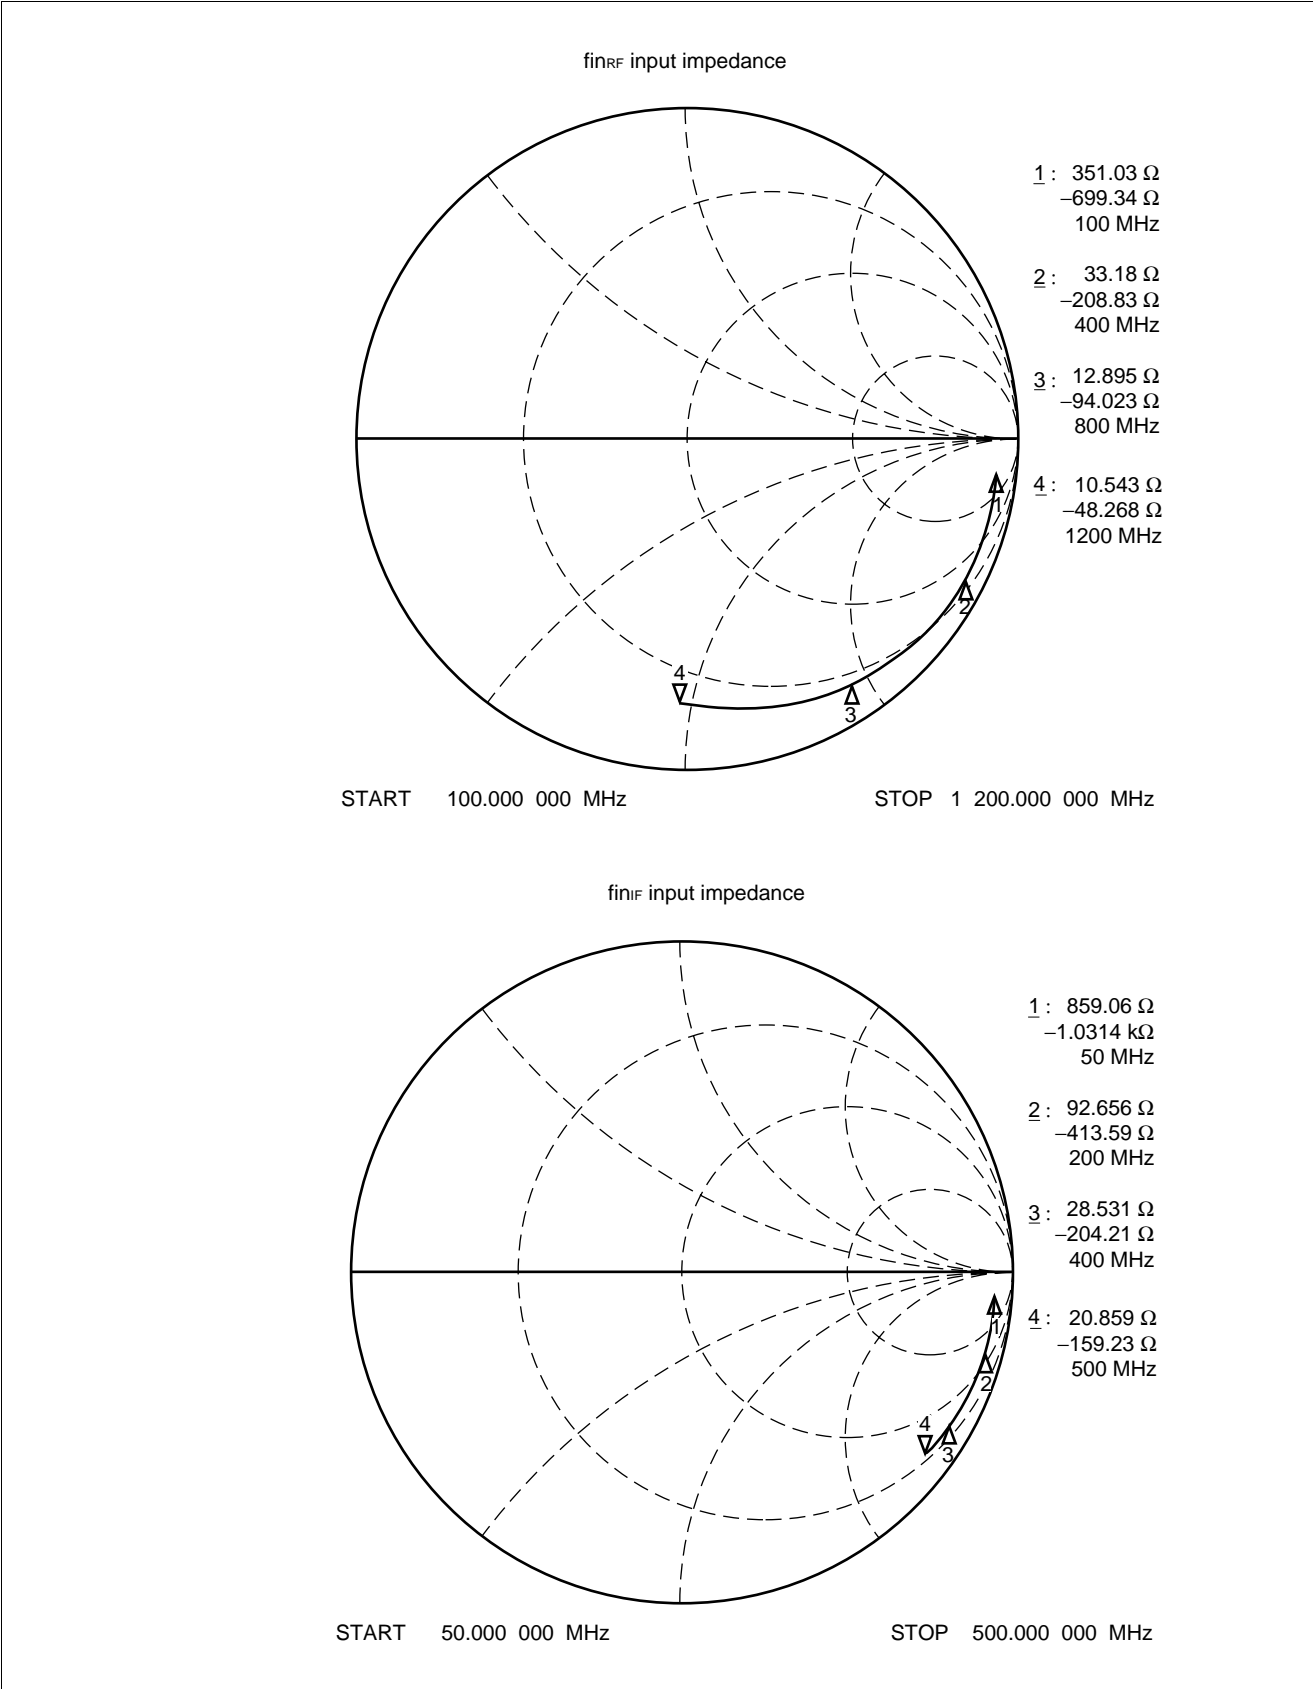 finRF input impedance
1 : 351.03 Ω
−699.34 Ω
100 MHz
2 : 33.18 Ω
−208.83 Ω
400 MHz
3 : 12.895 Ω
−94.023 Ω
800 MHz
4 : 10.543 Ω
−48.268 Ω
1200 MHz
1
2
4
3
START 100.000 000 MHz STOP 1 200.000 000 MHz
finIF input impedance
1 : 859.06 Ω
−1.0314 kΩ
50 MHz
2 : 92.656 Ω
−413.59 Ω
200 MHz
3 : 28.531 Ω
−204.21 Ω
400 MHz
4 : 20.859 Ω
−159.23 Ω
500 MHz
1
2
4
3
START 50.000 000 MHz STOP 500.000 000 MHz